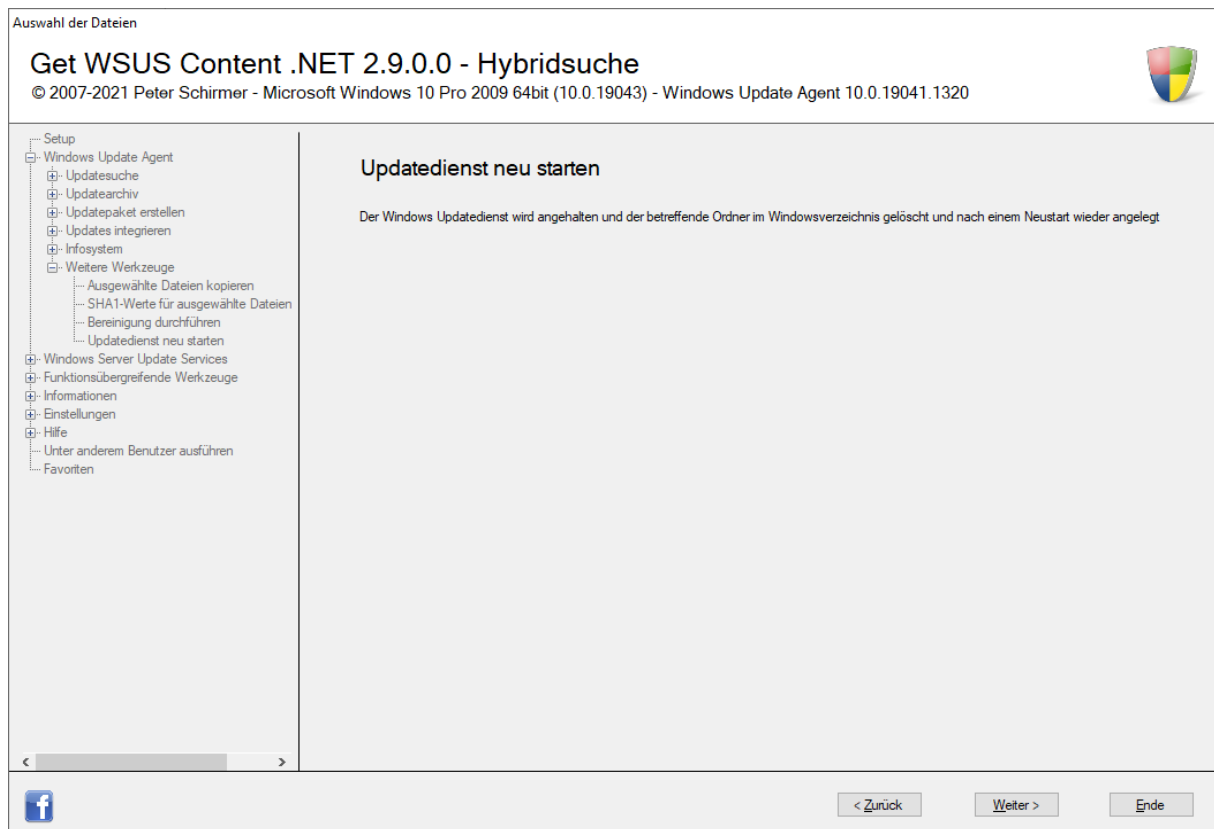 Auswahl der Dateien
Get WSUS Content .NET 2.9.0.0 - Hybridsuche
© 2007-2021 Peter Schirmer - Microsoft Windows 10 Pro 2009 64bit (10.0.19043) - Windows Update Agent 10.0.19041.1320
Setup
Windows Update Agent
Updatesuche
Updatearchiv
Updatepaket erstellen
Updates integrieren
Infosystem
Weitere Werkzeuge
Ausgewählte Dateien kopieren
SHA1-Werte für ausgewählte Dateien
Bereinigung durchführen
Updatedienst neu starten
Windows Server Update Services
Funktionsübergreifende Werkzeuge
Informationen
Einstellungen
Hilfe
Unter anderem Benutzer ausführen
Favoriten
Updatedienst neu starten
Der Windows Updatedienst wird angehalten und der betreffende Ordner im Windowsverzeichnis gelöscht und nach einem Neustart wieder angelegt
f
< Zurück
Weiter >
Ende